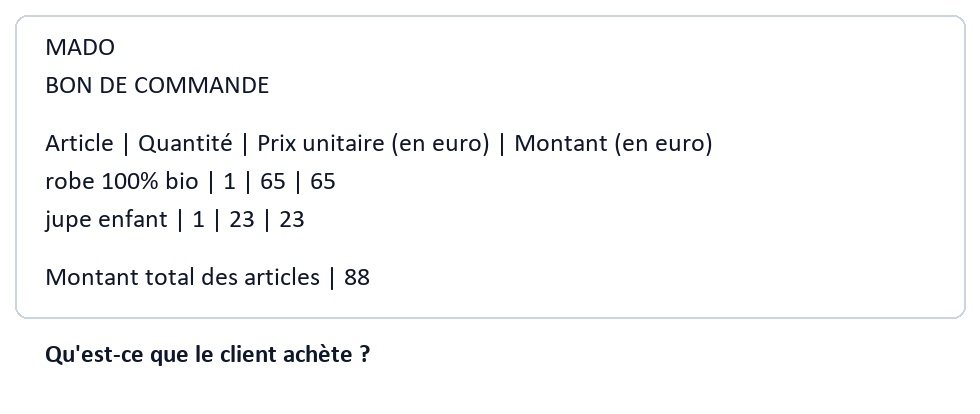 MADO
BON DE COMMANDE
Article | Quantité | Prix unitaire (en euro) | Montant (en euro)
robe 100% bio | 1 | 65 | 65
jupe enfant | 1 | 23 | 23
Montant total des articles | 88
Qu'est-ce que le client achète ?